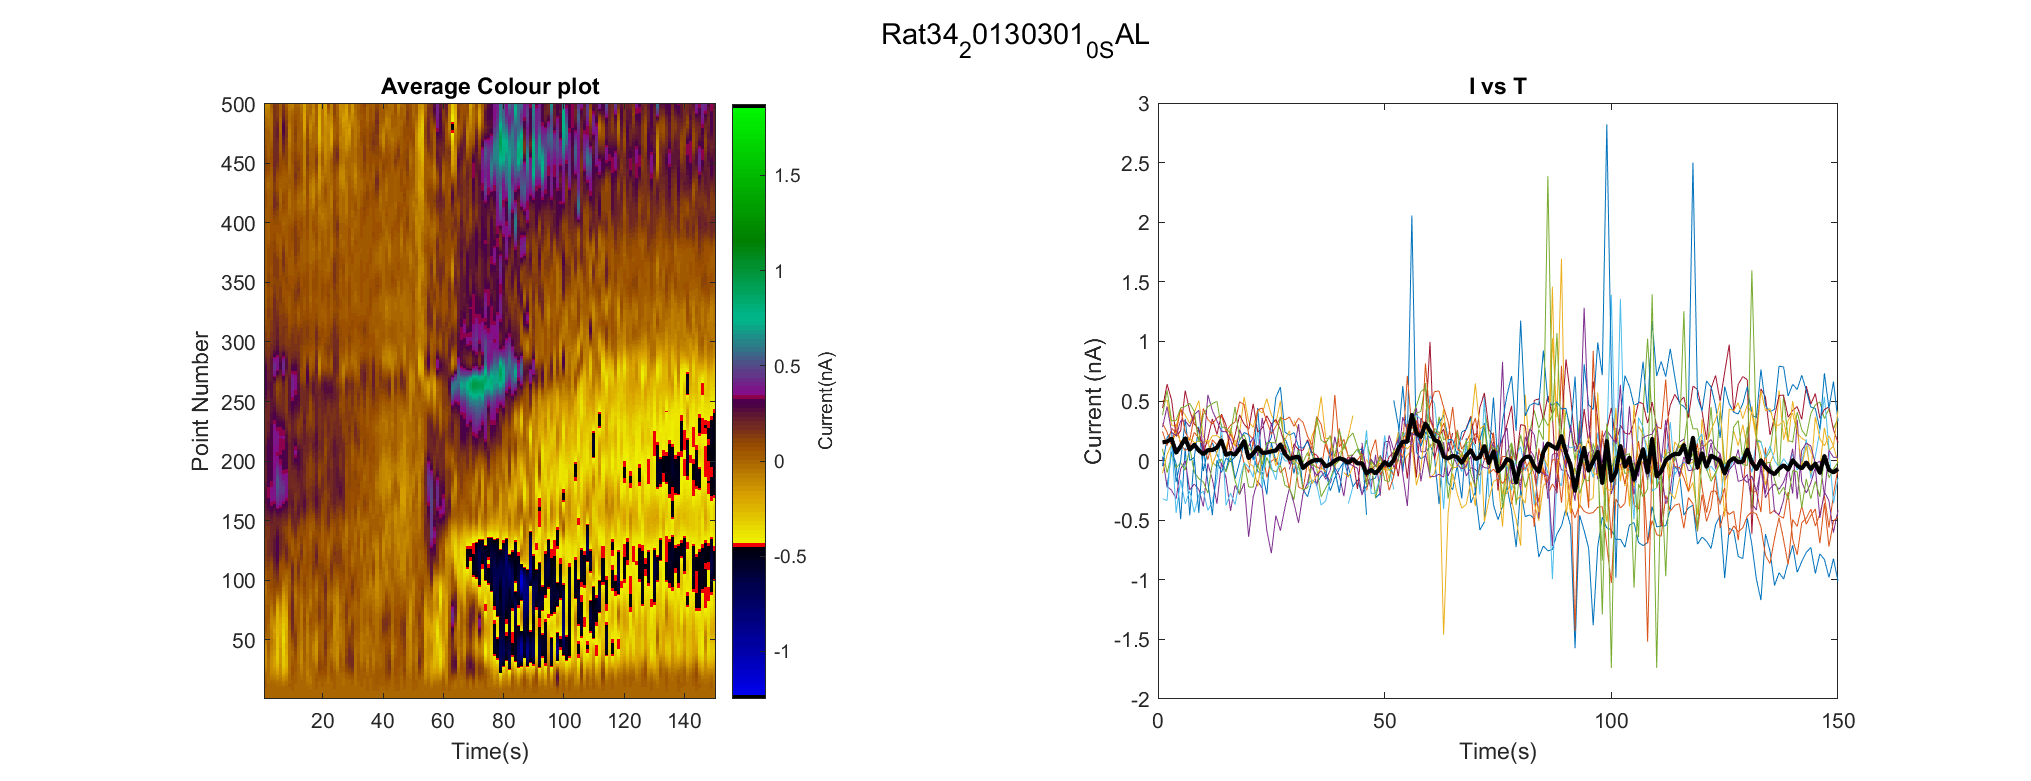 Rat34₂0130301₀SAL
Average Colour plot
500
450
400
350
300
250
200
150
100
50
Point Number
20 40 60 80 100 120 140
Time(s)
1.5
1
0.5
0
-0.5
-1
Current(nA)
I vs T
3
2.5
2
1.5
1
0.5
0
-0.5
-1
-1.5
-2
Current (nA)
0 50 100 150
Time(s)